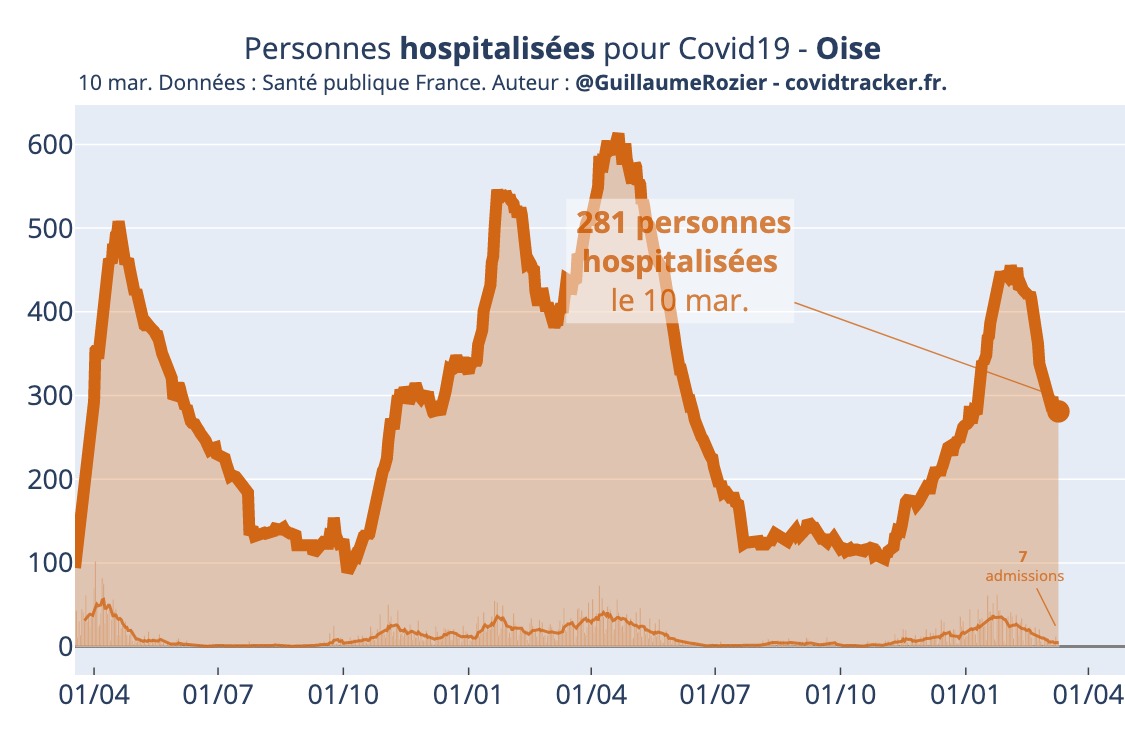 Personnes hospitalisées pour Covid19 - Oise
10 mar. Données : Santé publique France. Auteur : @GuillaumeRozier - covidtracker.fr.
600
500
400
300
200
100
0
281 personnes
hospitalisées
le 10 mar.
7
admissions
01/04
01/07
01/10
01/01
01/04
01/07
01/10
01/01
01/04